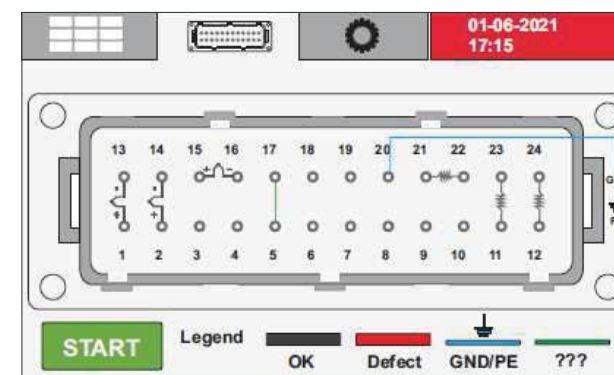 01-06-2021
17:15
13 14 15 16 17 18 19 20 21 22 23 24
G
1 2 3 4 5 6 7 8 9 10 11 12
START
Legend
OK
Defect
GND/PE
???